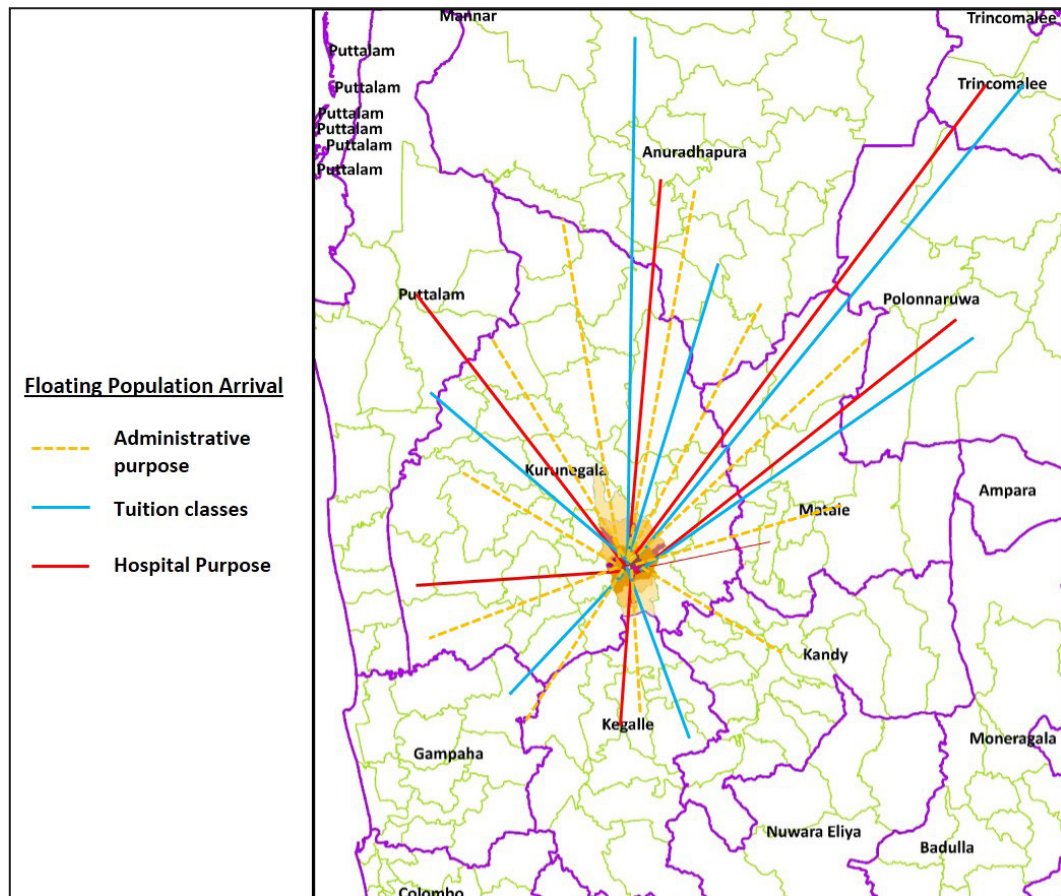 Floating Population Arrival
Administrative
purpose
Tuition classes
Hospital Purpose
Mannar
Trincomalee
Puttalam
Puttalam
Trincomalee
Puttalam
Puttalam
Puttalam
Anuradhapura
Puttalam
Puttalam
Polonnaruwa
Kurunegala
Ampara
Matale
Kandy
Kegalle
Moneragala
Gampaha
Nuwara Eliya
Badulla
Colombo